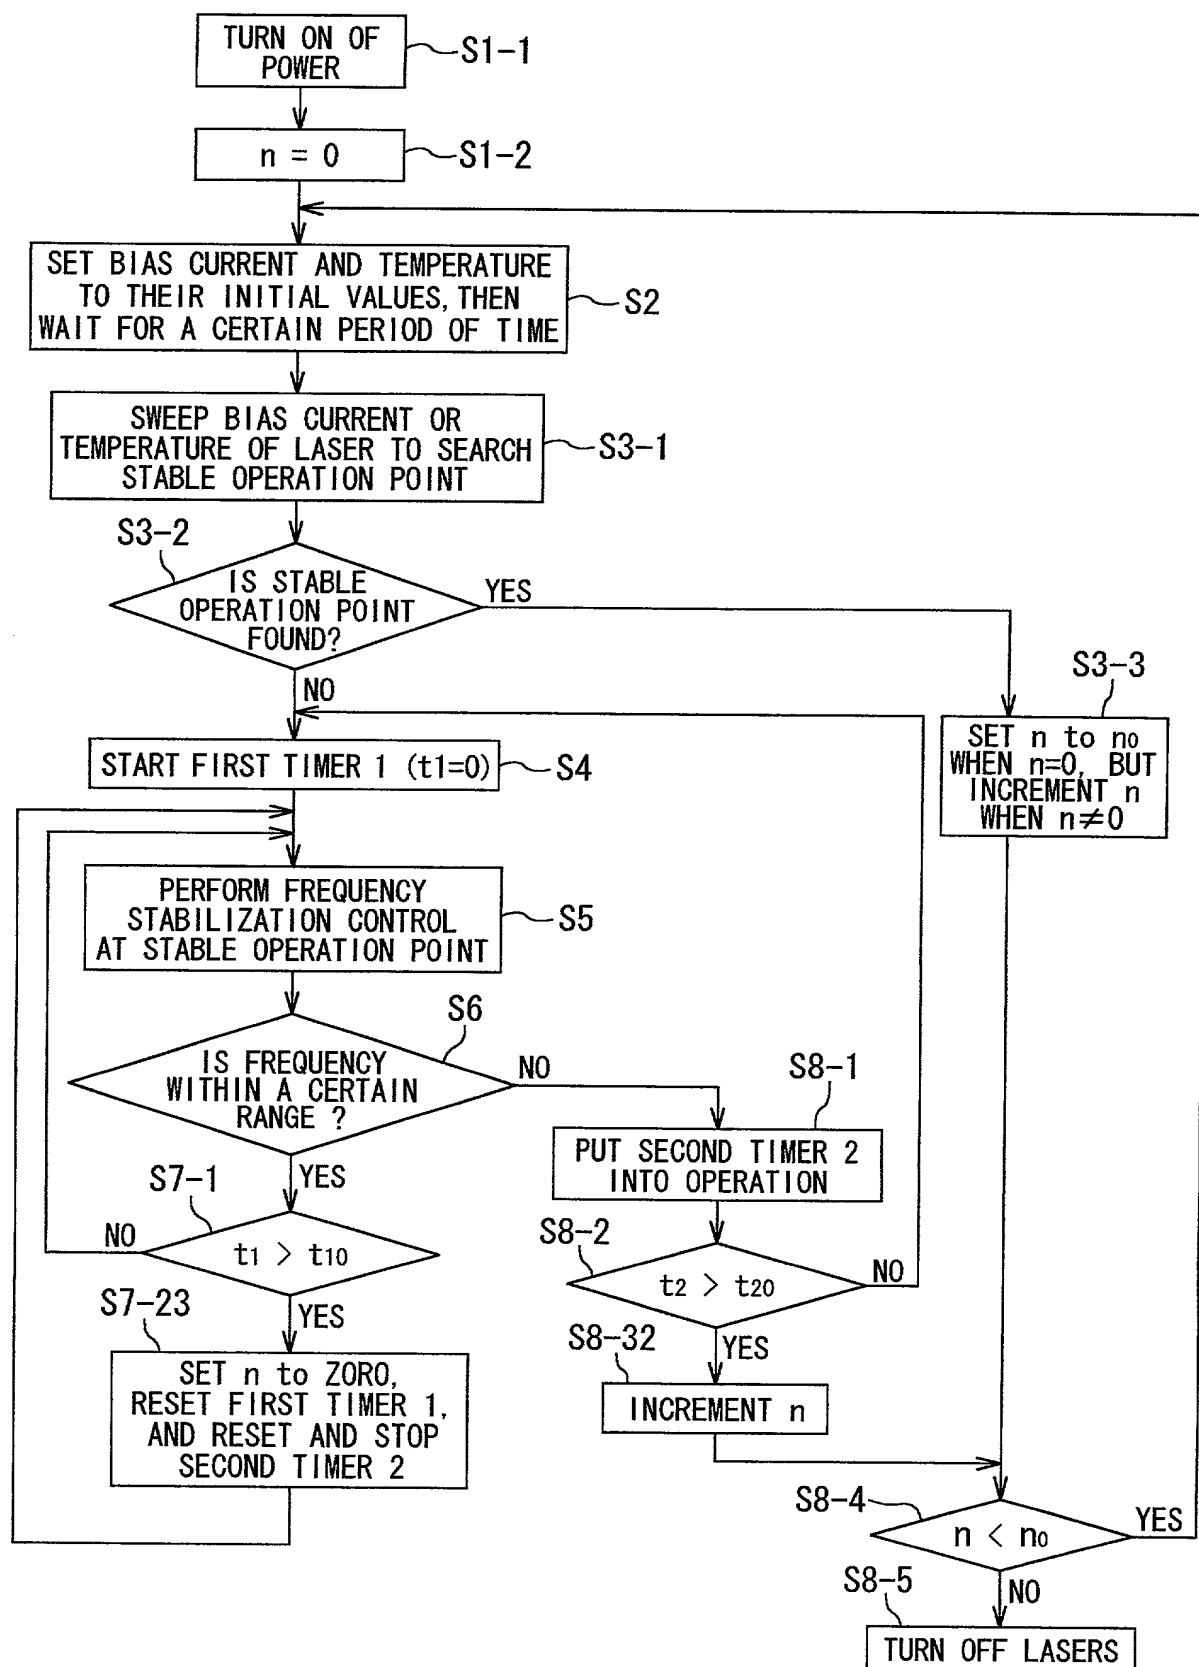 TURN ON OF
POWER
S1-1
n = 0
S1-2
SET BIAS CURRENT AND TEMPERATURE
TO THEIR INITIAL VALUES, THEN
WAIT FOR A CERTAIN PERIOD OF TIME
S2
SWEEP BIAS CURRENT OR
TEMPERATURE OF LASER TO SEARCH
STABLE OPERATION POINT
S3-1
S3-2
IS STABLE
OPERATION POINT
FOUND?
YES
NO
S3-3
SET n to n0
WHEN n=0, BUT
INCREMENT n
WHEN n≠0
START FIRST TIMER 1 (t1=0)
S4
PERFORM FREQUENCY
STABILIZATION CONTROL
AT STABLE OPERATION POINT
S5
S6
IS FREQUENCY
WITHIN A CERTAIN
RANGE ?
NO
YES
S8-1
PUT SECOND TIMER 2
INTO OPERATION
S7-1
NO
t1 > t10
YES
S8-2
t2 > t20
NO
YES
S7-23
SET n to ZORO,
RESET FIRST TIMER 1,
AND RESET AND STOP
SECOND TIMER 2
S8-32
INCREMENT n
S8-4
n < n0
YES
NO
S8-5
TURN OFF LASERS